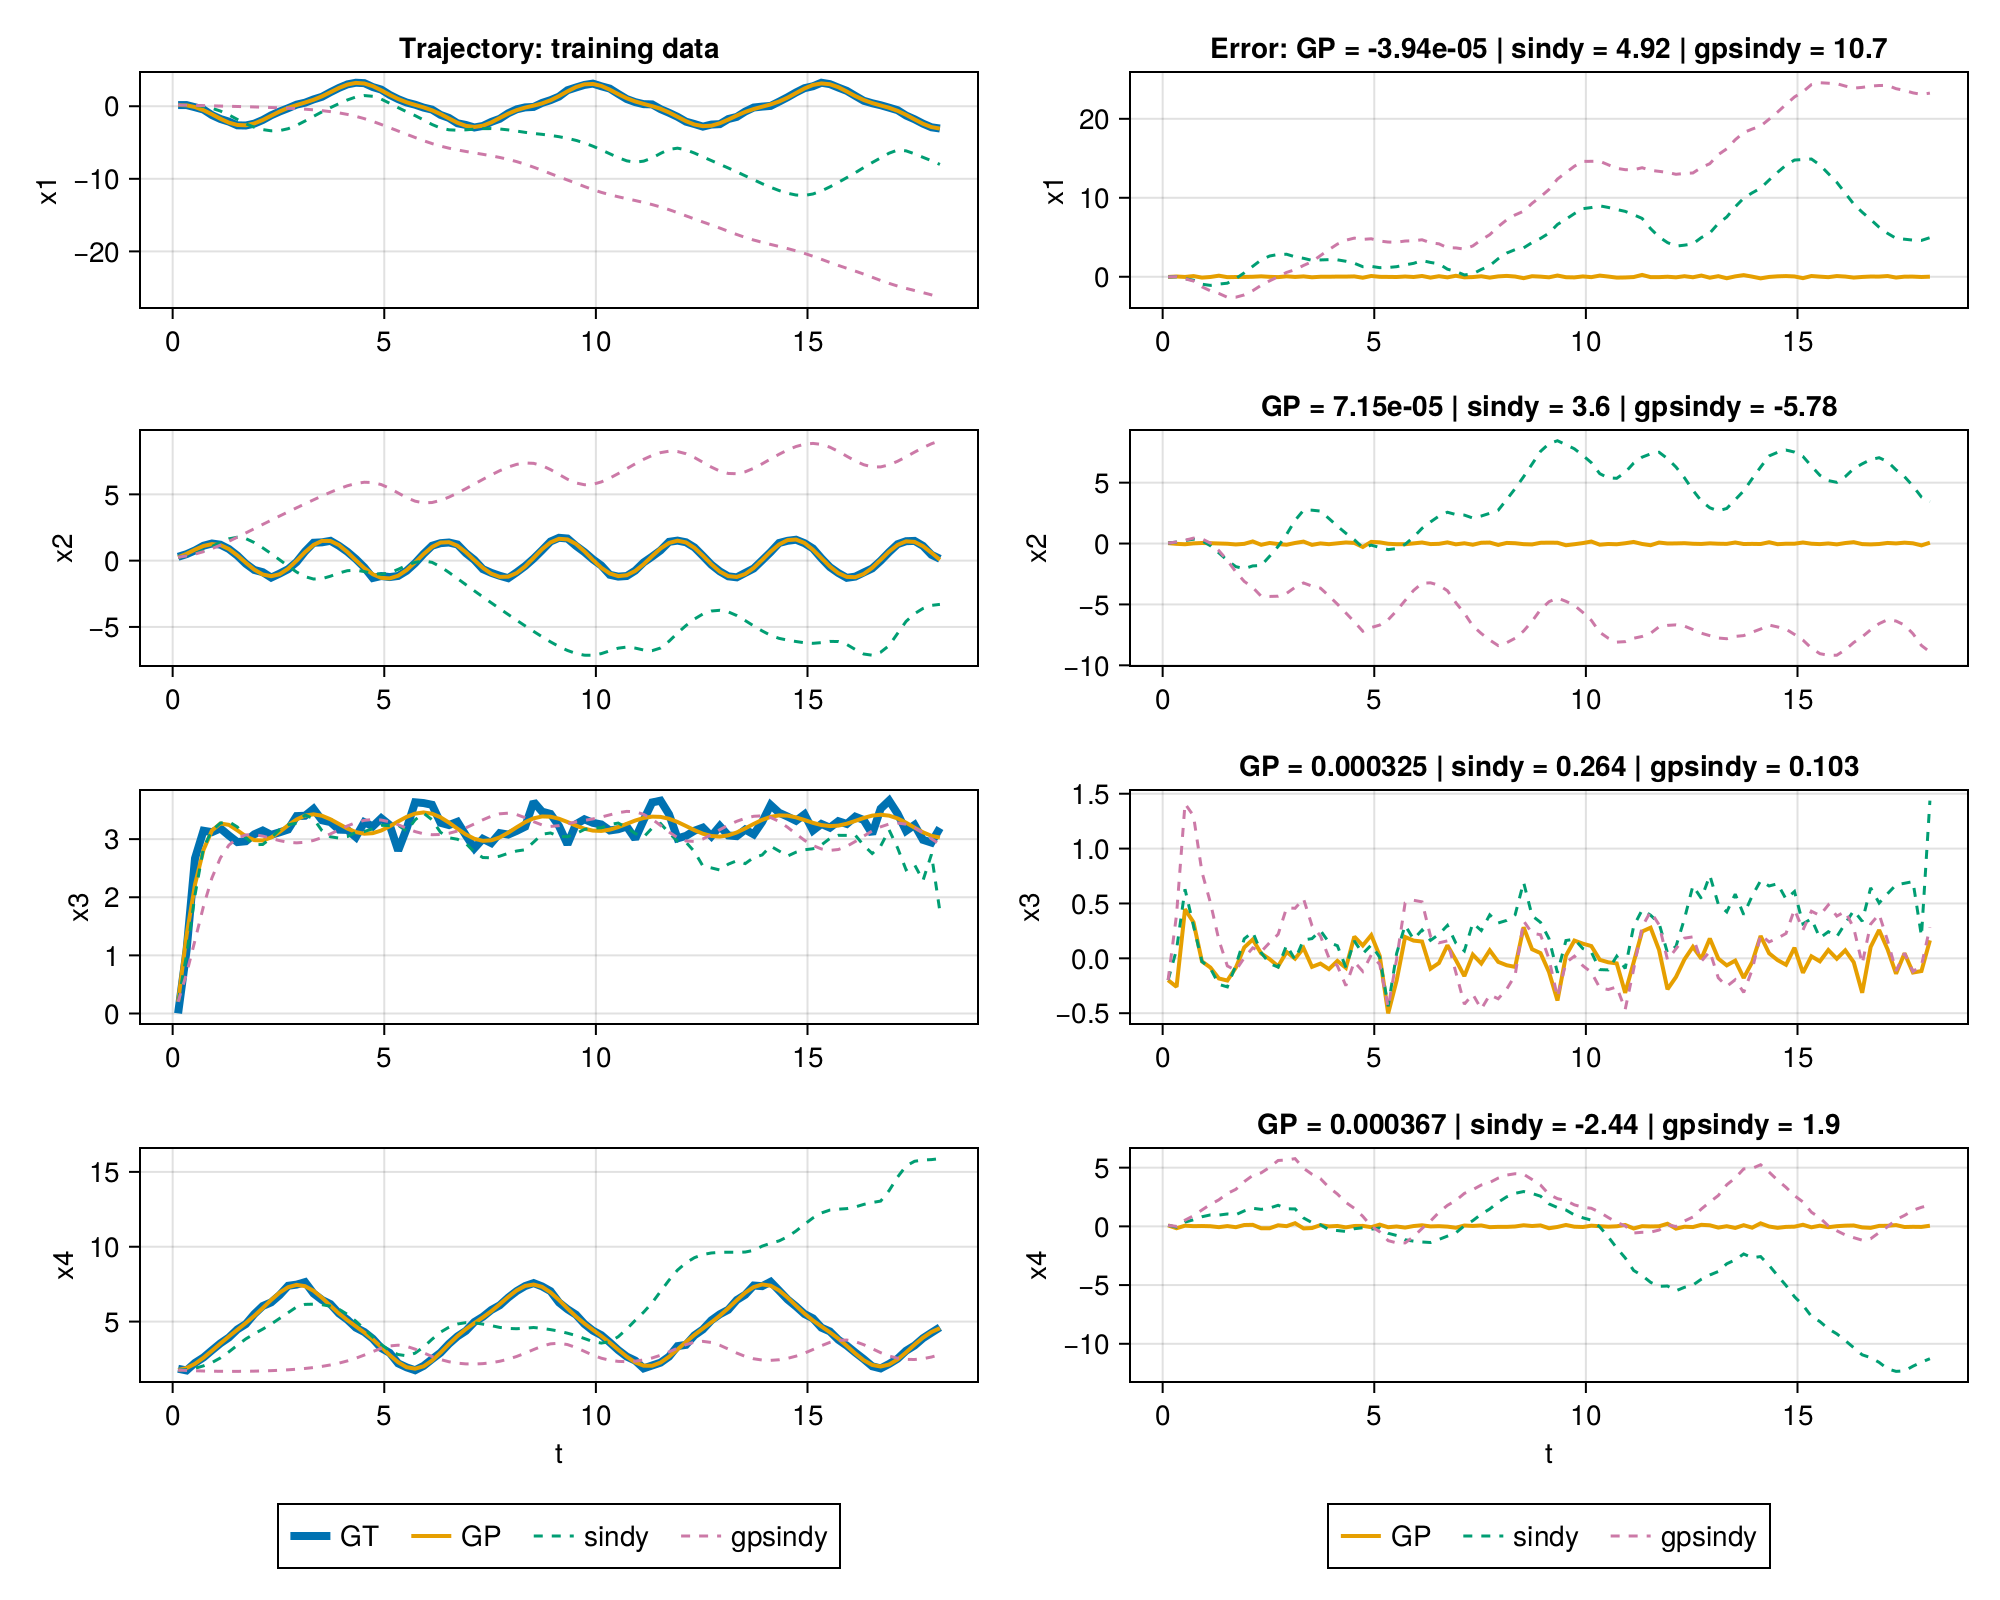 Trajectory: training data
x1
0
−10
−20
0 5 10 15
Error: GP = -3.94e-05 | sindy = 4.92 | gpsindy = 10.7
x1
20
10
0
0 5 10 15
x2
5
0
−5
0 5 10 15
GP = 7.15e-05 | sindy = 3.6 | gpsindy = -5.78
x2
5
0
−5
−10
0 5 10 15
x3
3
2
1
0
0 5 10 15
GP = 0.000325 | sindy = 0.264 | gpsindy = 0.103
x3
1.5
1.0
0.5
0.0
−0.5
0 5 10 15
x4
15
10
5
0 5 10 15
t
GP = 0.000367 | sindy = -2.44 | gpsindy = 1.9
x4
5
0
−5
−10
0 5 10 15
t
GT GP sindy gpsindy
GP sindy gpsindy